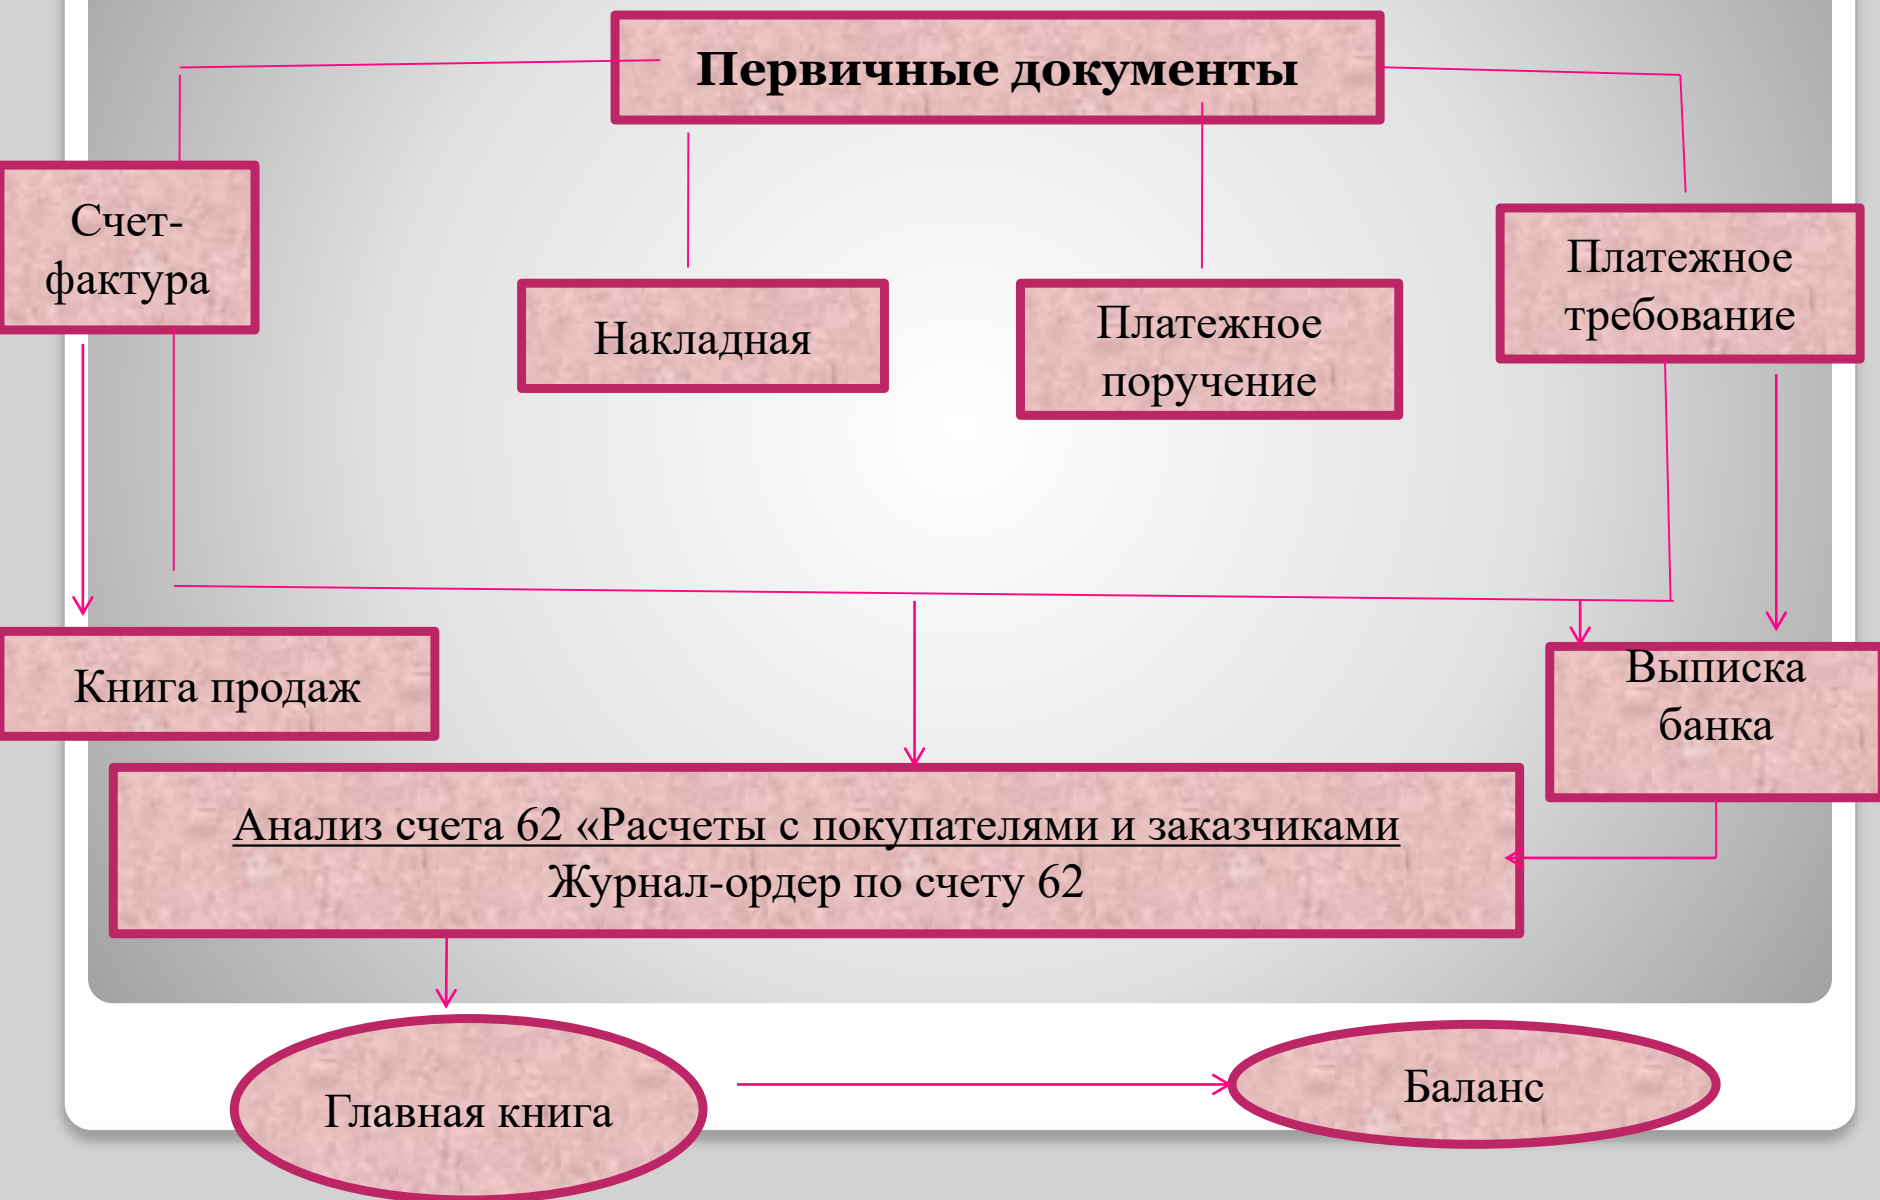 Первичные документы
Счет-
фактура
Накладная
Платежное
поручение
Платежное
требование
Книга продаж
Выписка
банка
Анализ счета 62 «Расчеты с покупателями и заказчиками
Журнал-ордер по счету 62
Главная книга
Баланс